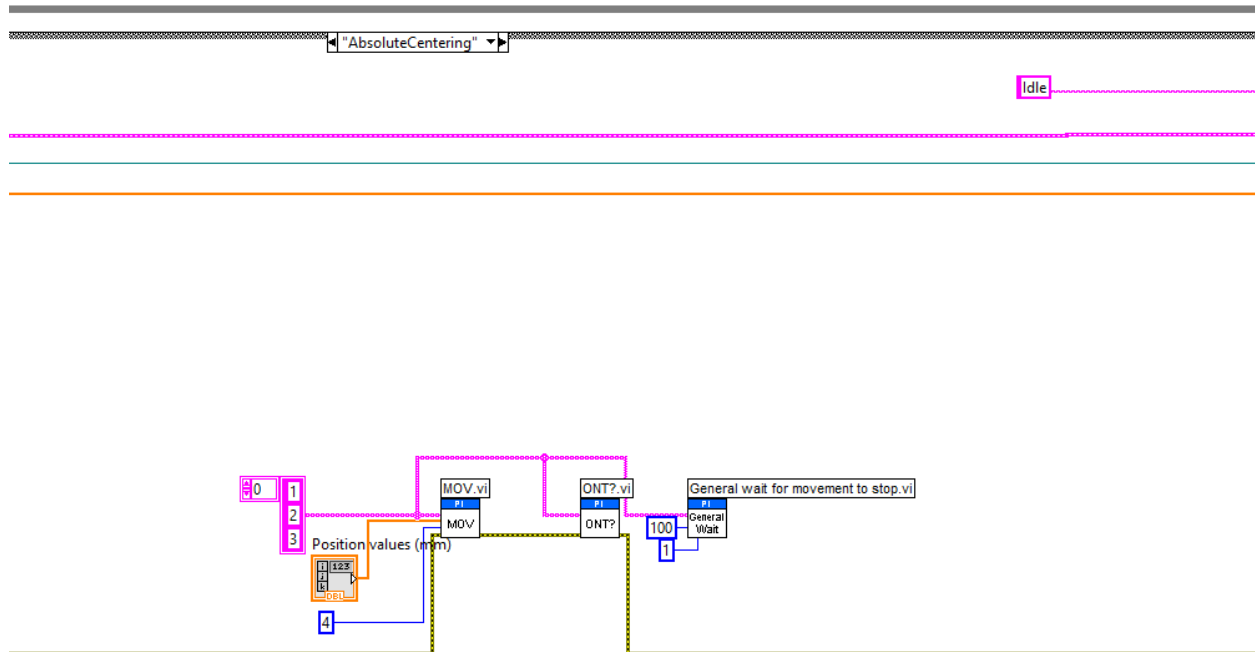 "AbsoluteCentering"
Idle
0
1
2
3
MOV.vi
PI
MOV
ONT?.vi
PI
ONT?
General wait for movement to stop.vi
PI
General
Wait
100
1
Position values (mm)
i
j
k
123
DBL
4